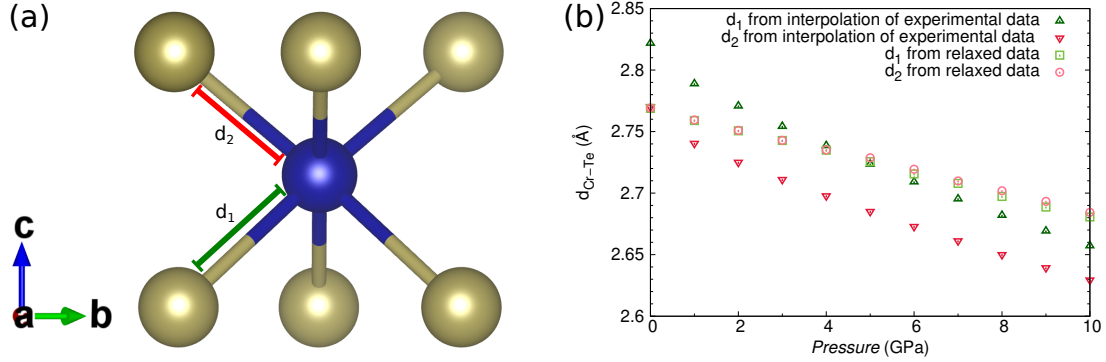 (a)
d2
d1
c
a
b
(b)
d1 from interpolation of experimental data
d2 from interpolation of experimental data
d1 from relaxed data
d2 from relaxed data
dCr−Te (Å)
2.85
2.8
2.75
2.7
2.65
2.6
0 2 4 6 8 10
Pressure (GPa)